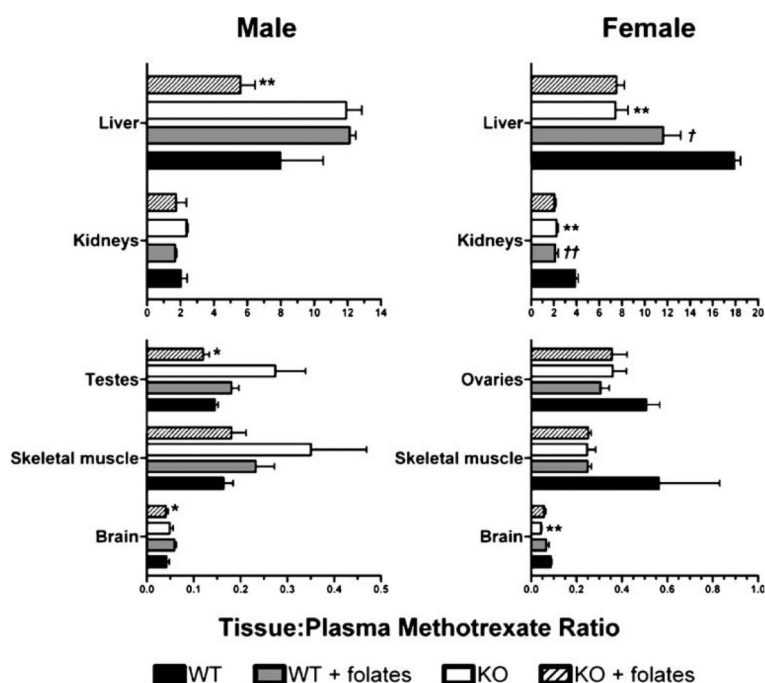 Male Female
Liver **
Kidneys
0 2 4 6 8 10 12 14
Liver ** †
Kidneys ** ††
0 2 4 6 8 10 12 14 16 18 20
Testes *
Skeletal muscle
Brain *
0.0 0.1 0.2 0.3 0.4 0.5
Ovaries
Skeletal muscle
Brain **
0.0 0.2 0.4 0.6 0.8 1.0
Tissue:Plasma Methotrexate Ratio
WT WT + folates KO KO + folates